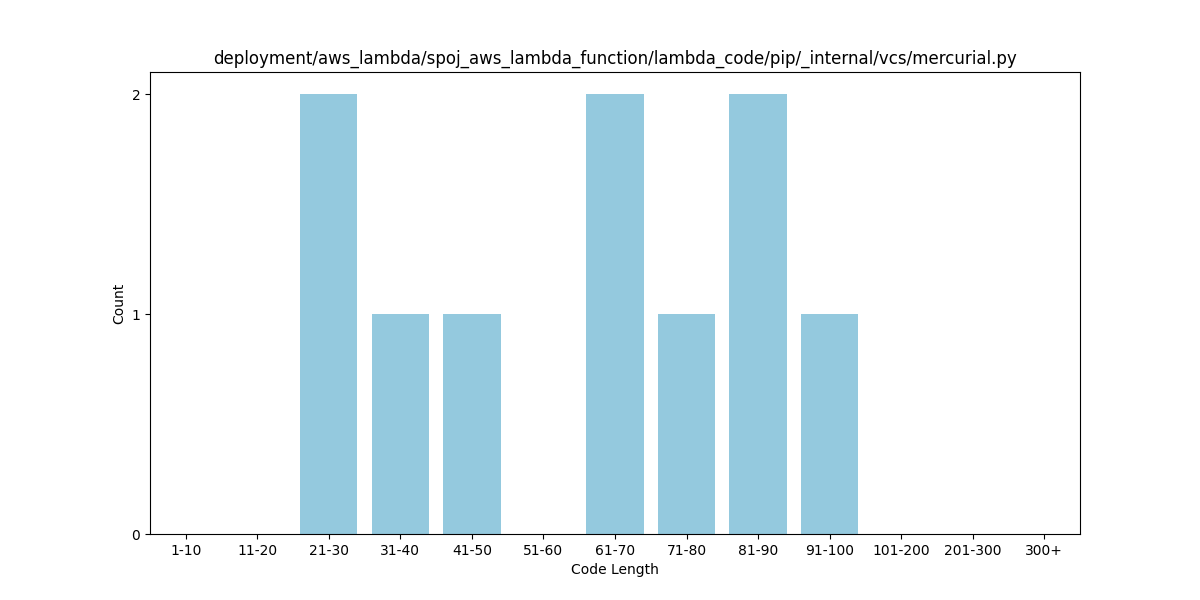 deployment/aws_lambda/spoj_aws_lambda_function/lambda_code/pip/_internal/vcs/mercurial.py
2
1
0
Count
1-10 11-20 21-30 31-40 41-50 51-60 61-70 71-80 81-90 91-100 101-200 201-300 300+
Code Length